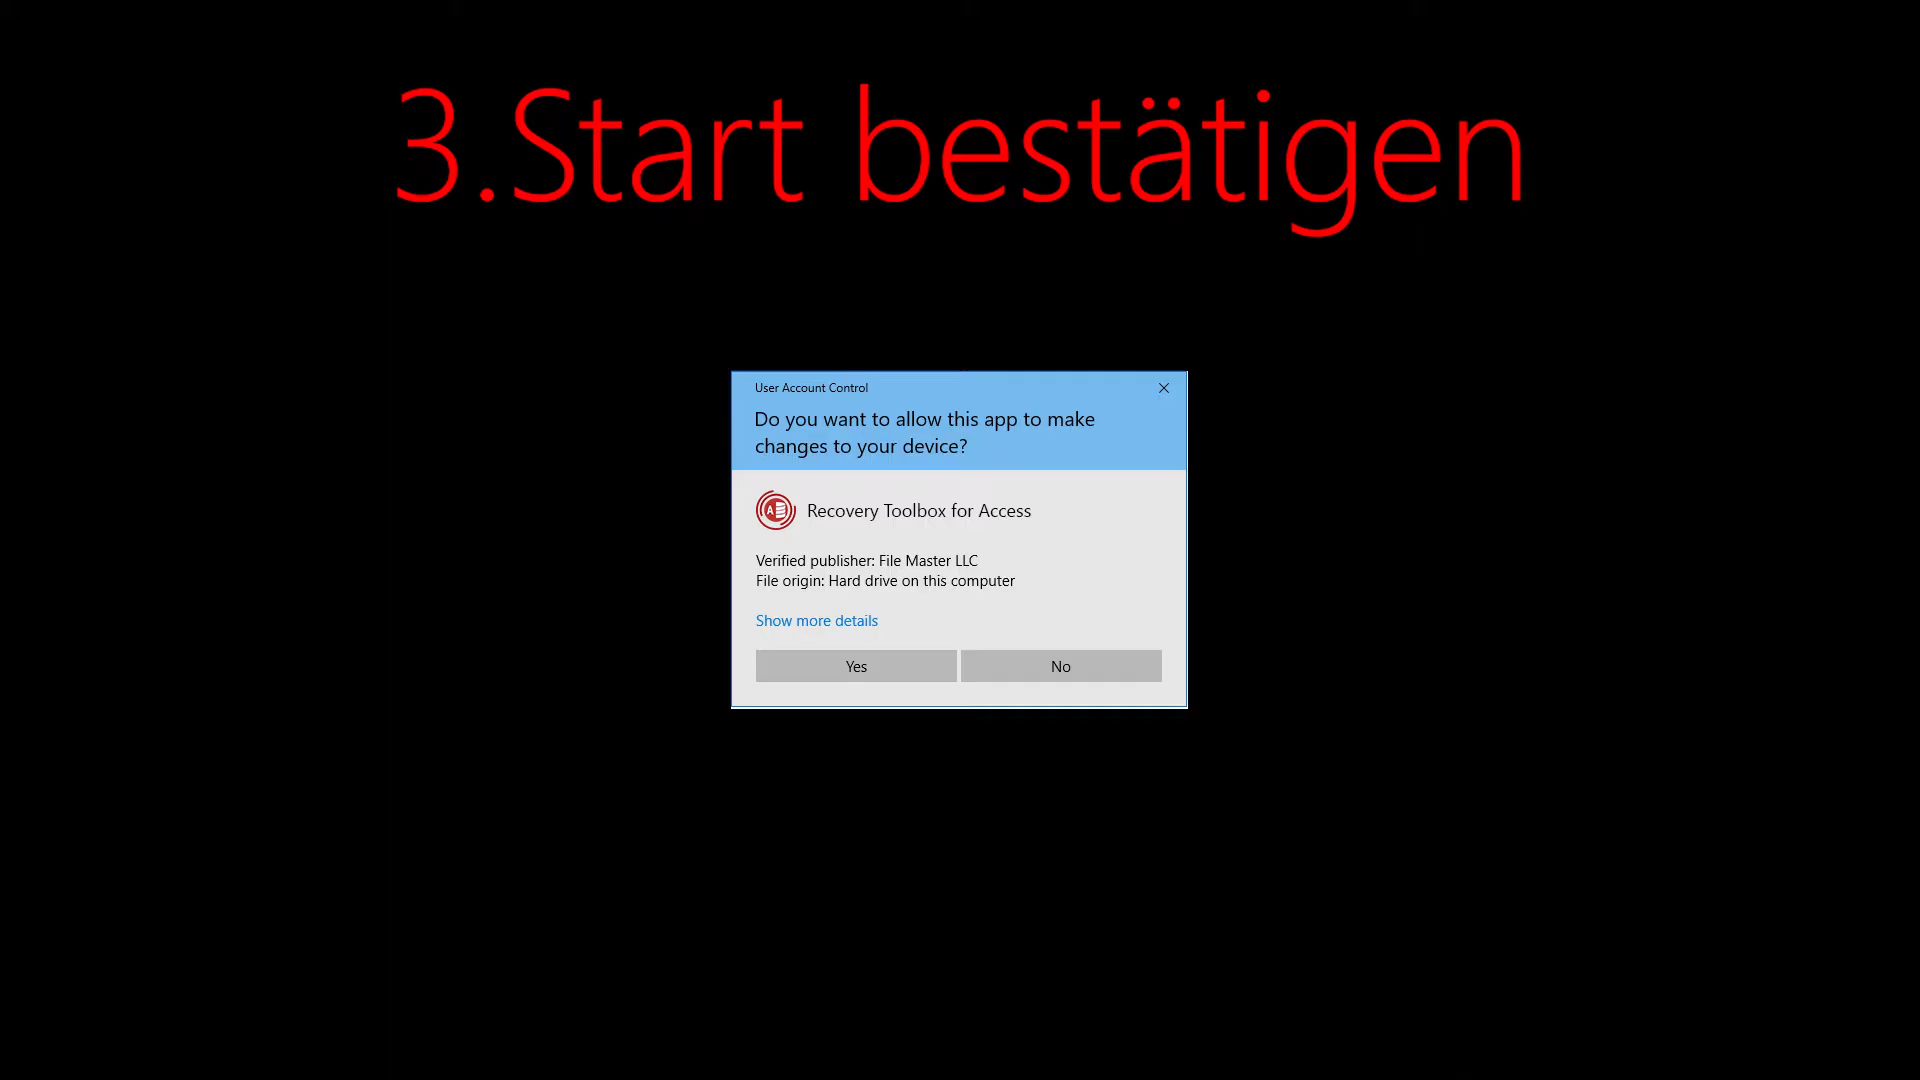 3.Start bestätigen
User Account Control
Do you want to allow this app to make
changes to your device?
A
Recovery Toolbox for Access
Verified publisher: File Master LLC
File origin: Hard drive on this computer
Show more details
Yes
No